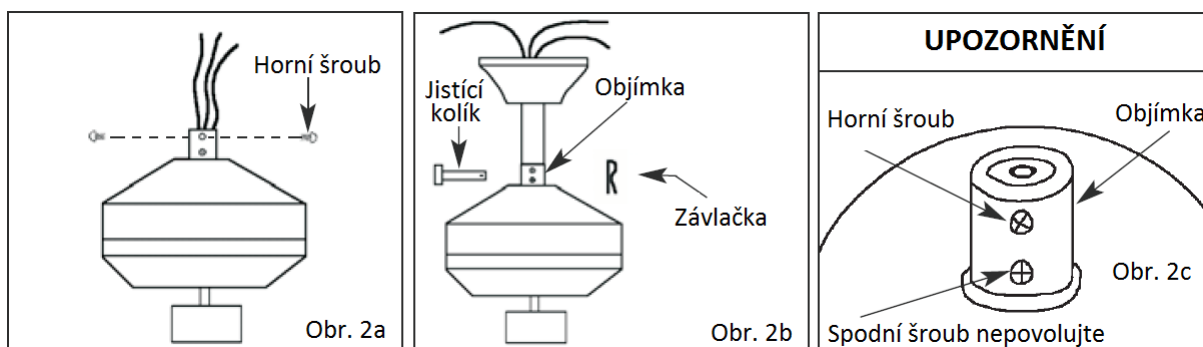 Horní šroub
Obr. 2a
Jistící
kolík
Objímka
R
Závlačka
Obr. 2b
UPOZORNĚNÍ
Horní šroub
Objímka
Obr. 2c
Spodní šroub nepovolujte